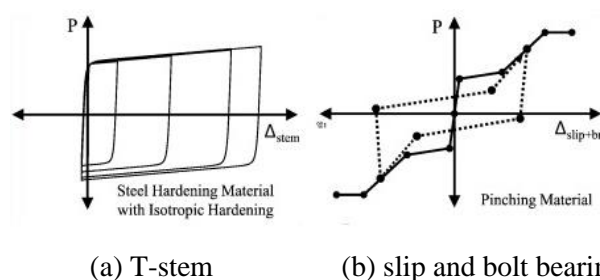 P
Δstem
Steel Hardening Material
with Isotropic Hardening
(a) T-stem
P
Δslip+br
Pinching Material
(b) slip and bolt bearin